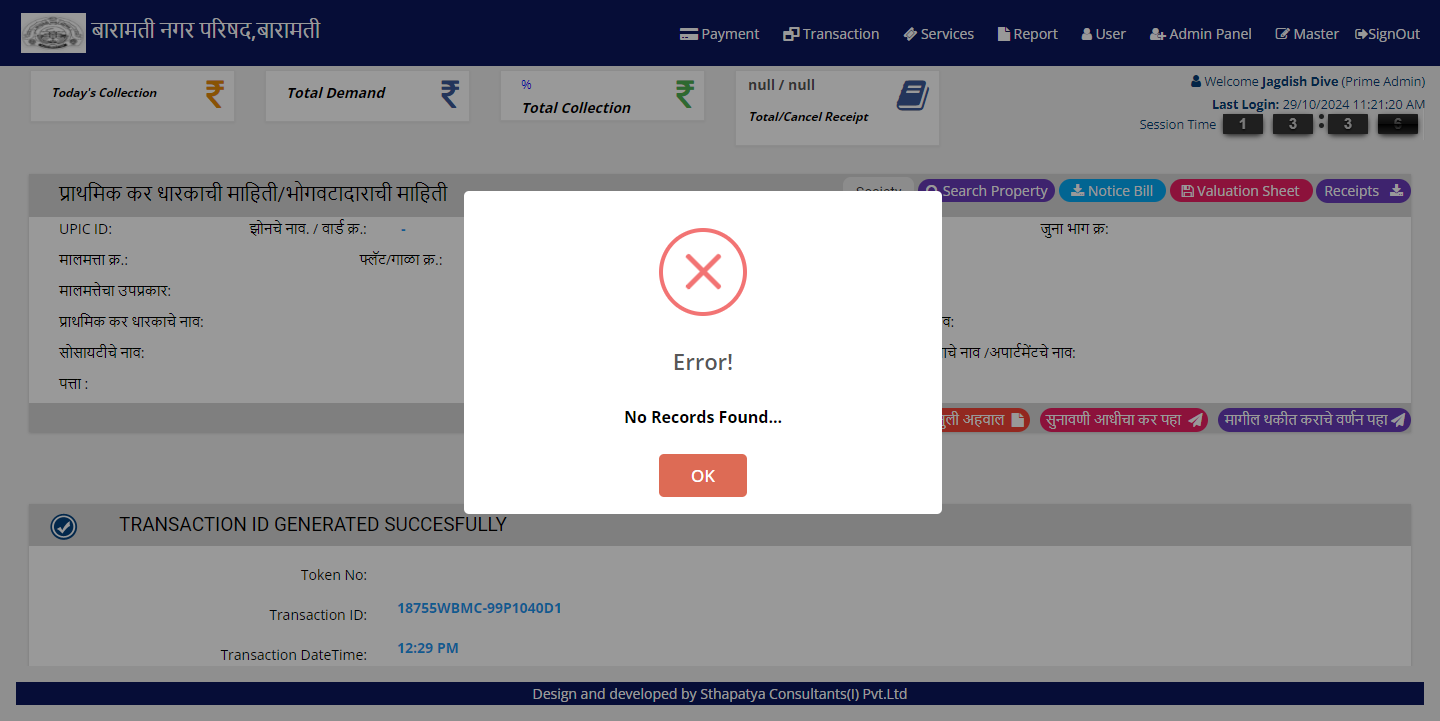 बारामती नगर परिषद,बारामती
Payment Transaction Services Report User Admin Panel Master SignOut
Today's Collection
Total Demand
%
Total Collection
null / null
Total/Cancel Receipt
Welcome Jagdish Dive (Prime Admin)
Last Login: 29/10/2024 11:21:20 AM
Session Time 1 3 : 3 6
प्राथमिक कर धारकाची माहिती/भोगवटादाराची माहिती
Society Search Property Notice Bill Valuation Sheet Receipts
UPIC ID: झोनचे नाव. / वार्ड क्र.: - जुना भाग क्र:
मालमत्ता क्र.: फ्लॅट/गाळा क्र.:
मालमत्तेचा उपप्रकार:
प्राथमिक कर धारकाचे नाव:
सोसायटीचे नाव: चे नाव /अपार्टमेंटचे नाव:
पत्ता :
अहवाल सुनावणी आधीचा कर पहा मागील थकीत कराचे वर्णन पहा
Error!
No Records Found...
OK
TRANSACTION ID GENERATED SUCCESFULLY
Token No:
Transaction ID: 18755WBMC-99P1040D1
Transaction DateTime: 12:29 PM
Design and developed by Sthapatya Consultants(I) Pvt.Ltd